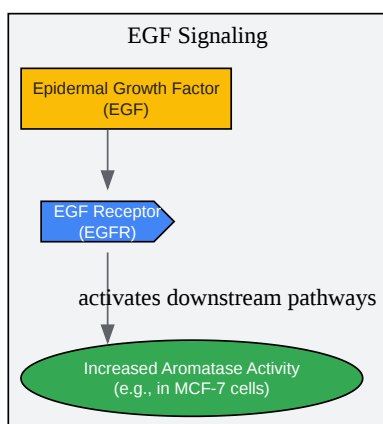 EGF Signaling
Epidermal Growth Factor
(EGF)
EGF Receptor
(EGFR)
activates downstream pathways
Increased Aromatase Activity
(e.g., in MCF-7 cells)